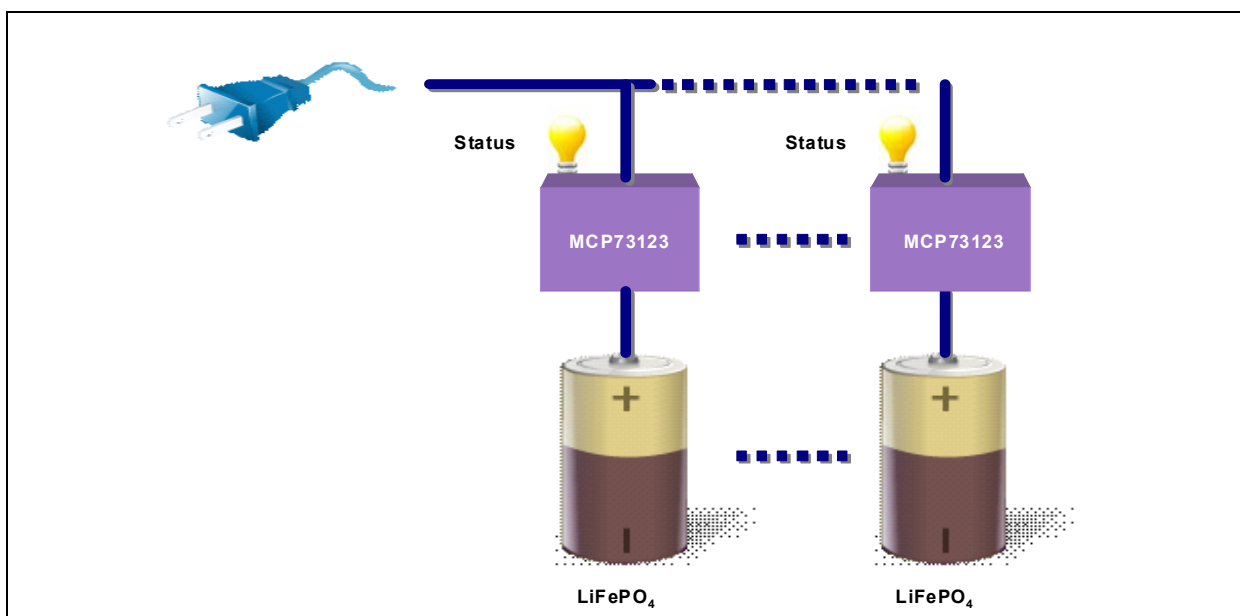 Status
Status
MCP73123
MCP73123
+
+
I
I
LiFePO₄
LiFePO₄